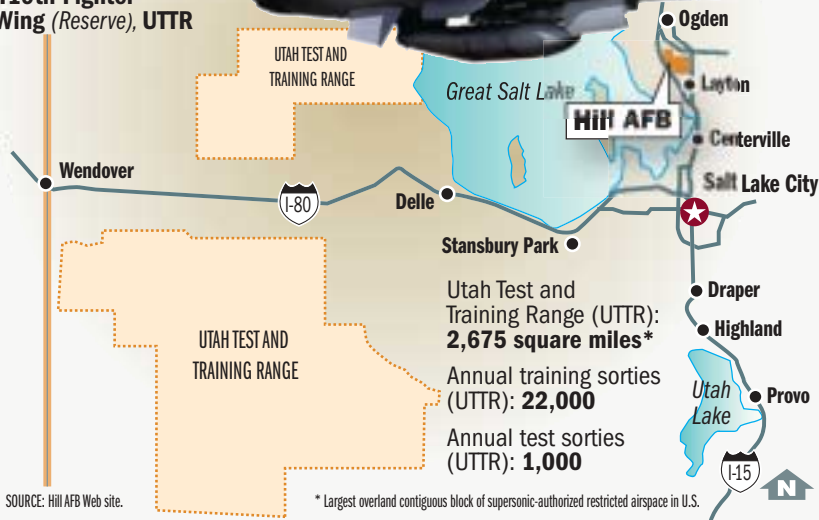 Wing (Reserve), UTTR
Ogden
UTAH TEST AND
TRAINING RANGE
Great Salt Lake
Layton
Hill AFB
Centerville
Wendover
Salt Lake City
I-80
Delle
Stansbury Park
Utah Test and
Training Range (UTTR):
2,675 square miles*
Annual training sorties
(UTTR): 22,000
Annual test sorties
(UTTR): 1,000
Draper
Highland
UTAH TEST AND
TRAINING RANGE
Utah
Lake
Provo
I-15
N
SOURCE: Hill AFB Web site.
* Largest overland contiguous block of supersonic-authorized restricted airspace in U.S.